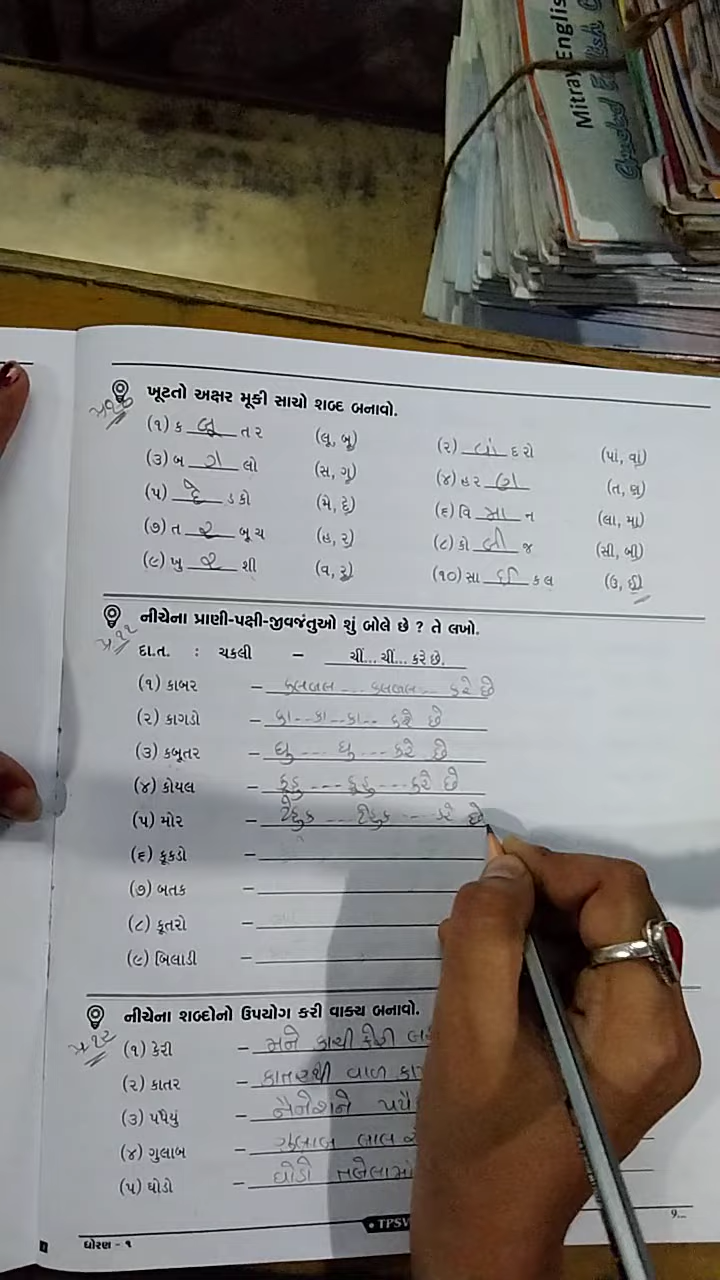 Mitray Englis
ખૂટતો અક્ષર મૂકી સાચો શબ્દ બનાવો.
(૧) ક બૂ તર (લૂ, બૂ) (૨) વાં દરો (પાં, વાં)
(૩) બ ગ લો (સ, ગ) (૪) હર ણ (ત, ણ)
(૫) દે ડકો (મે, દે) (૬) વિ મા ન (લા, મા)
(૭) ત ર બૂચ (હ, ર) (૮) કો બી જ (સી, બી)
(૯) ખુ ર શી (વ, ર) (૧૦) સા ઈ કલ (ઉ, ઈ)
નીચેના પ્રાણી-પક્ષી-જીવજંતુઓ શું બોલે છે ? તે લખો.
દા.ત. : ચકલી – ચીં... ચીં... કરે છે.
(૧) કાબર – કલબલ ... કલબલ... કરે છે
(૨) કાગડો – કા...કા...કા... કરે છે
(૩) કબૂતર – ઘુ ... ઘુ ... કરે છે
(૪) કોયલ – કૂહુ ... કૂહુ ... કરે છે
(૫) મોર – ટેહુક ... ટેહુક ... કરે છે
(૬) કૂકડો –
(૭) બતક –
(૮) કૂતરો –
(૯) બિલાડી –
નીચેના શબ્દોનો ઉપયોગ કરી વાક્ય બનાવો.
(૧) કેરી – મને કાચી કેરી
(૨) કાતર – કાતરથી વાળ
(૩) પપૈયું – નૈનેશને
(૪) ગુલાબ – ગુલાબ લાલ
(૫) ઘોડો – ઘોડો તબેલામાં
ધોરણ - ૧ • TPSV